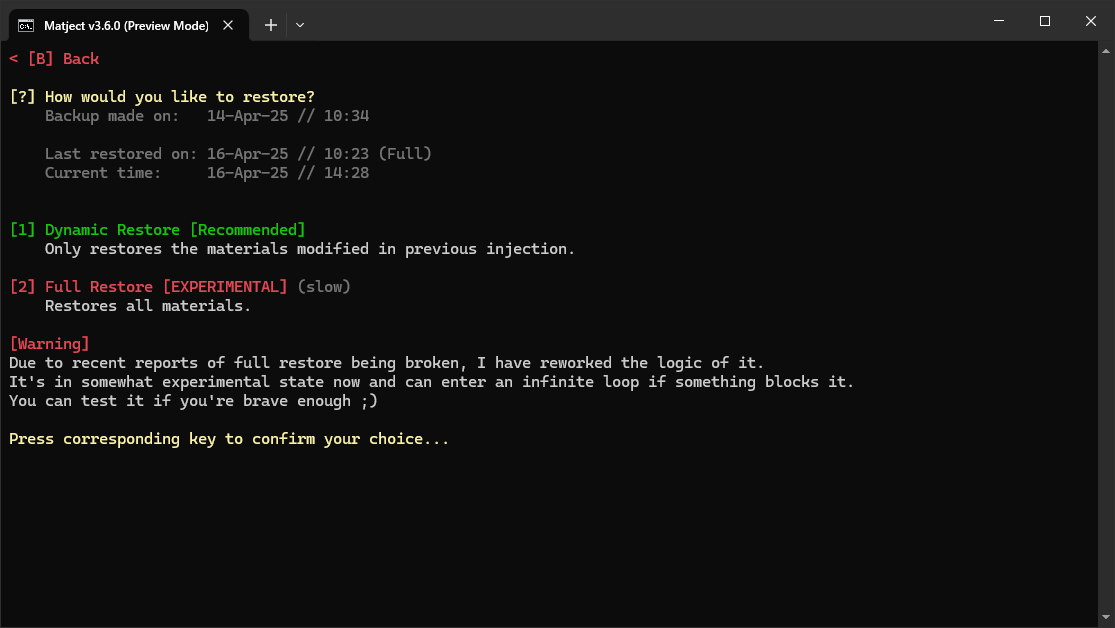 Matject v3.6.0 (Preview Mode)
< [B] Back
[?] How would you like to restore?
Backup made on: 14-Apr-25 // 10:34
Last restored on: 16-Apr-25 // 10:23 (Full)
Current time: 16-Apr-25 // 14:28
[1] Dynamic Restore [Recommended]
Only restores the materials modified in previous injection.
[2] Full Restore [EXPERIMENTAL] (slow)
Restores all materials.
[Warning]
Due to recent reports of full restore being broken, I have reworked the logic of it.
It's in somewhat experimental state now and can enter an infinite loop if something blocks it.
You can test it if you're brave enough ;)
Press corresponding key to confirm your choice...